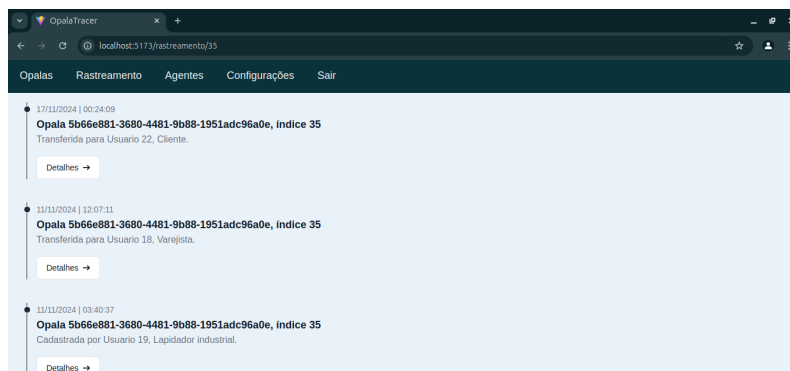 OpalaTracer
localhost:5173/rastreamento/35
Opalas Rastreamento Agentes Configurações Sair
17/11/2024 | 00:24:09
Opala 5b66e881-3680-4481-9b88-1951adc96a0e, índice 35
Transferida para Usuario 22, Cliente.
Detalhes →
11/11/2024 | 12:07:11
Opala 5b66e881-3680-4481-9b88-1951adc96a0e, índice 35
Transferida para Usuario 18, Varejista.
Detalhes →
11/11/2024 | 03:40:37
Opala 5b66e881-3680-4481-9b88-1951adc96a0e, índice 35
Cadastrada por Usuario 19, Lapidador industrial.
Detalhes →